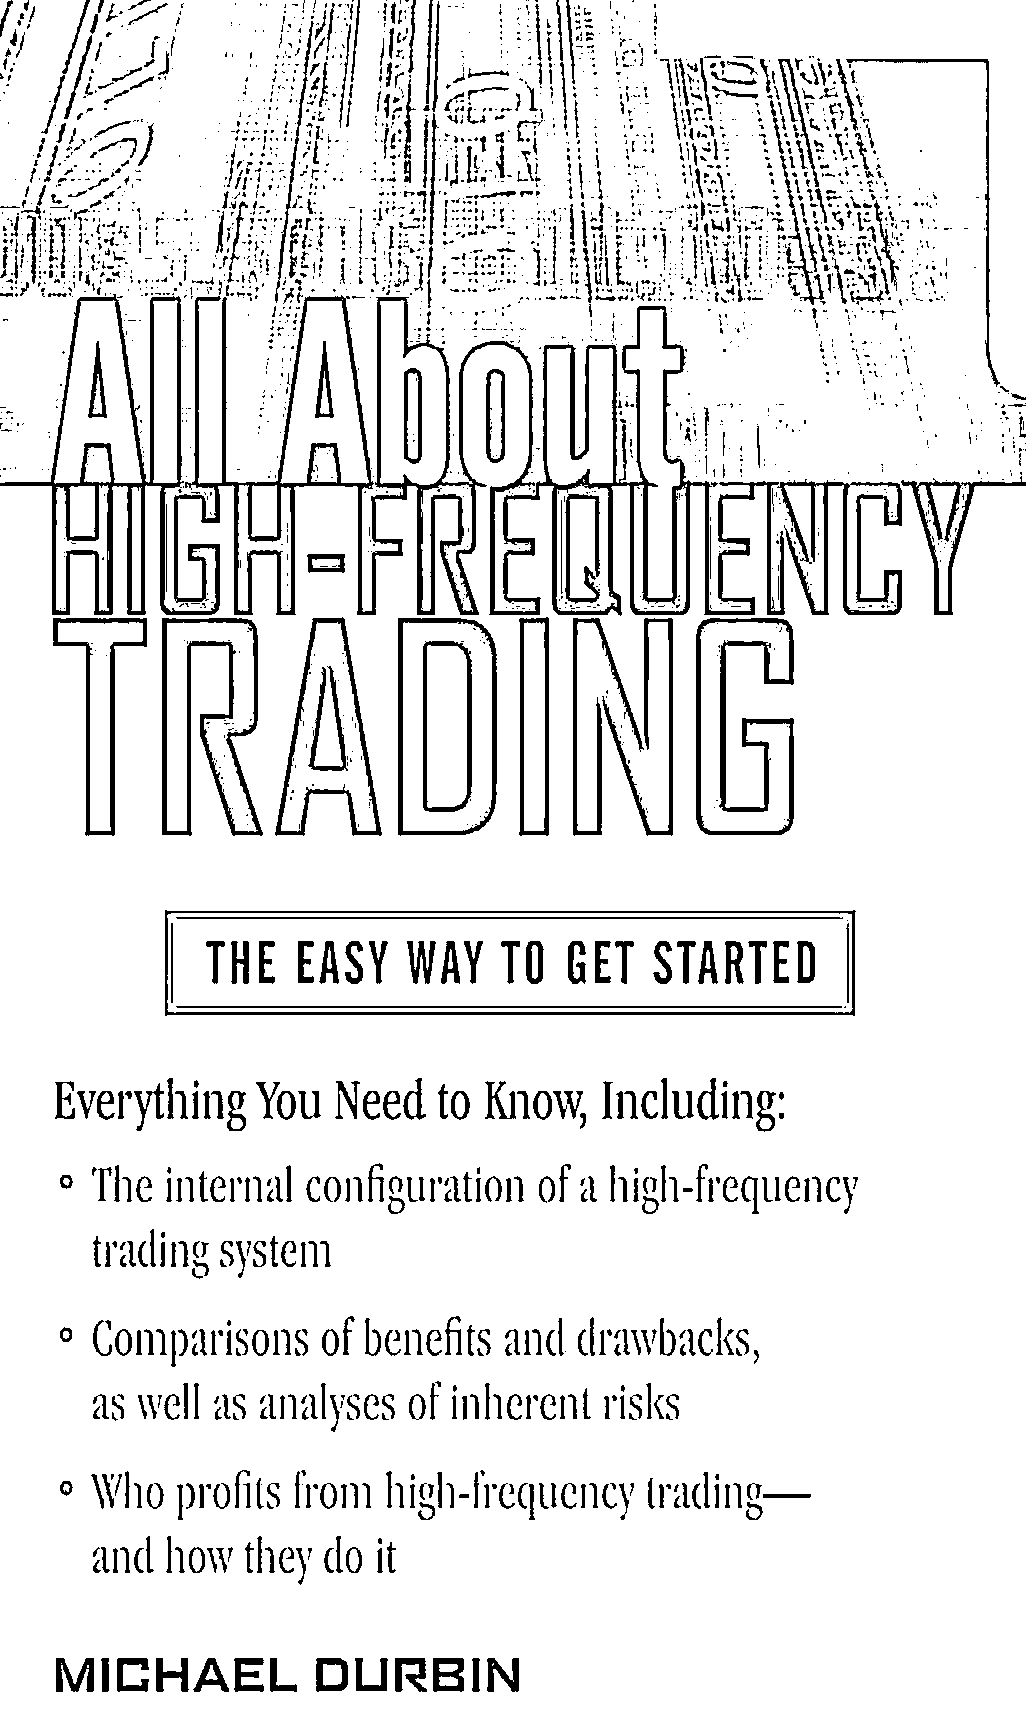 All About
HIGH-FREQUENCY
TRADING
THE EASY WAY TO GET STARTED
Everything You Need to Know, Including:
° The internal configuration of a high-frequency
trading system
° Comparisons of benefits and drawbacks,
as well as analyses of inherent risks
° Who profits from high-frequency trading—
and how they do it
MICHAEL DURBIN